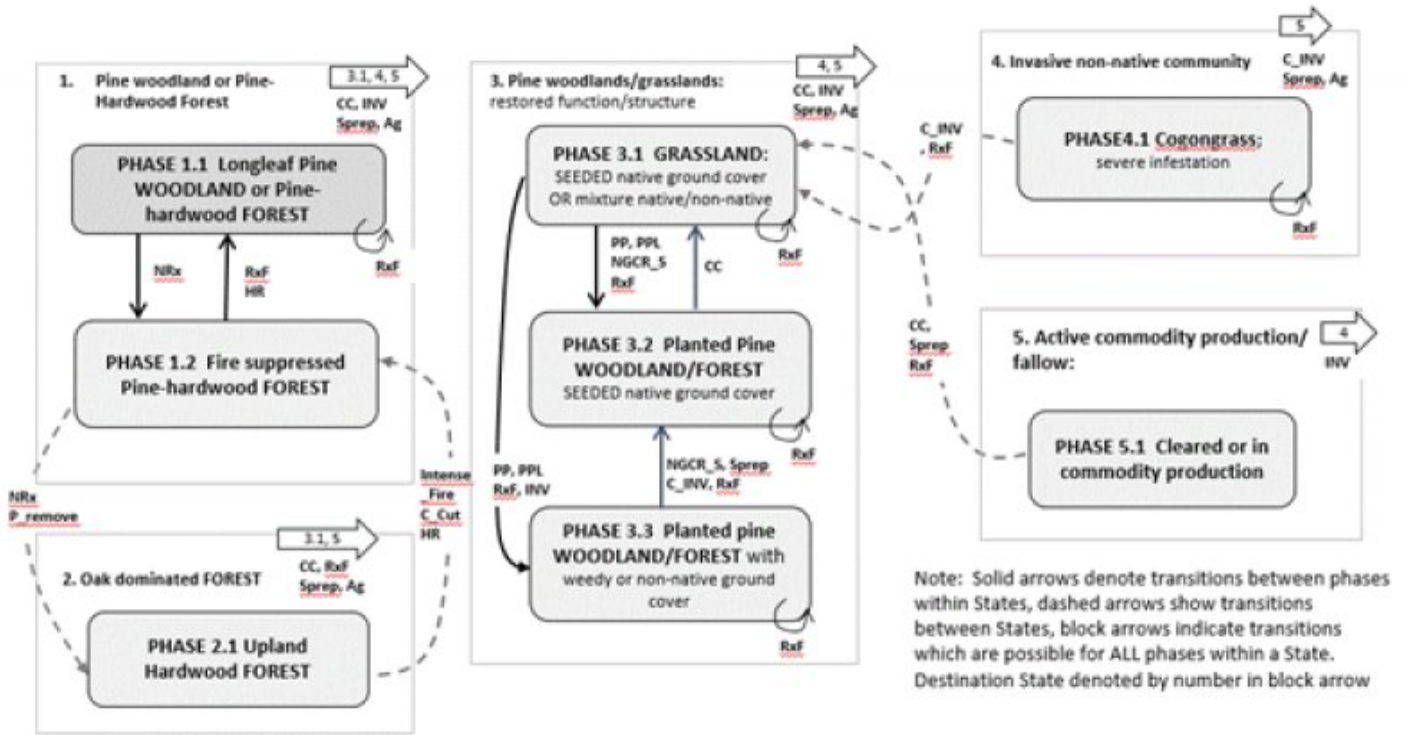 1. Pine woodland or Pine-
Hardwood Forest
3.1, 4, 5
CC, INV
Sprep, Ag
PHASE 1.1 Longleaf Pine
WOODLAND or Pine-
hardwood FOREST
RxF
NRx
RxF
HR
PHASE 1.2 Fire suppressed
Pine-hardwood FOREST
NRx
P_remove
Intense
_Fire
C_Cut
HR
3.1, 5
2. Oak dominated FOREST
CC, RxF
Sprep, Ag
PHASE 2.1 Upland
Hardwood FOREST
3. Pine woodlands/grasslands:
restored function/structure
4, 5
CC, INV
Sprep, Ag
PHASE 3.1 GRASSLAND:
SEEDED native ground cover
OR mixture native/non-native
RxF
PP, PPL
NGCR_S
RxF
CC
PHASE 3.2 Planted Pine
WOODLAND/FOREST
SEEDED native ground cover
RxF
PP, PPL
RxF, INV
NGCR_S, Sprep
C_INV, RxF
PHASE 3.3 Planted pine
WOODLAND/FOREST with
weedy or non-native ground
cover
RxF
C_INV
, RxF
CC,
Sprep
RxF
5
4. Invasive non-native community
C_INV
Sprep, Ag
PHASE4.1 Cogongrass;
severe infestation
RxF
5. Active commodity production/
fallow:
4
INV
PHASE 5.1 Cleared or in
commodity production
Note: Solid arrows denote transitions between phases
within States, dashed arrows show transitions
between States, block arrows indicate transitions
which are possible for ALL phases within a State.
Destination State denoted by number in block arrow